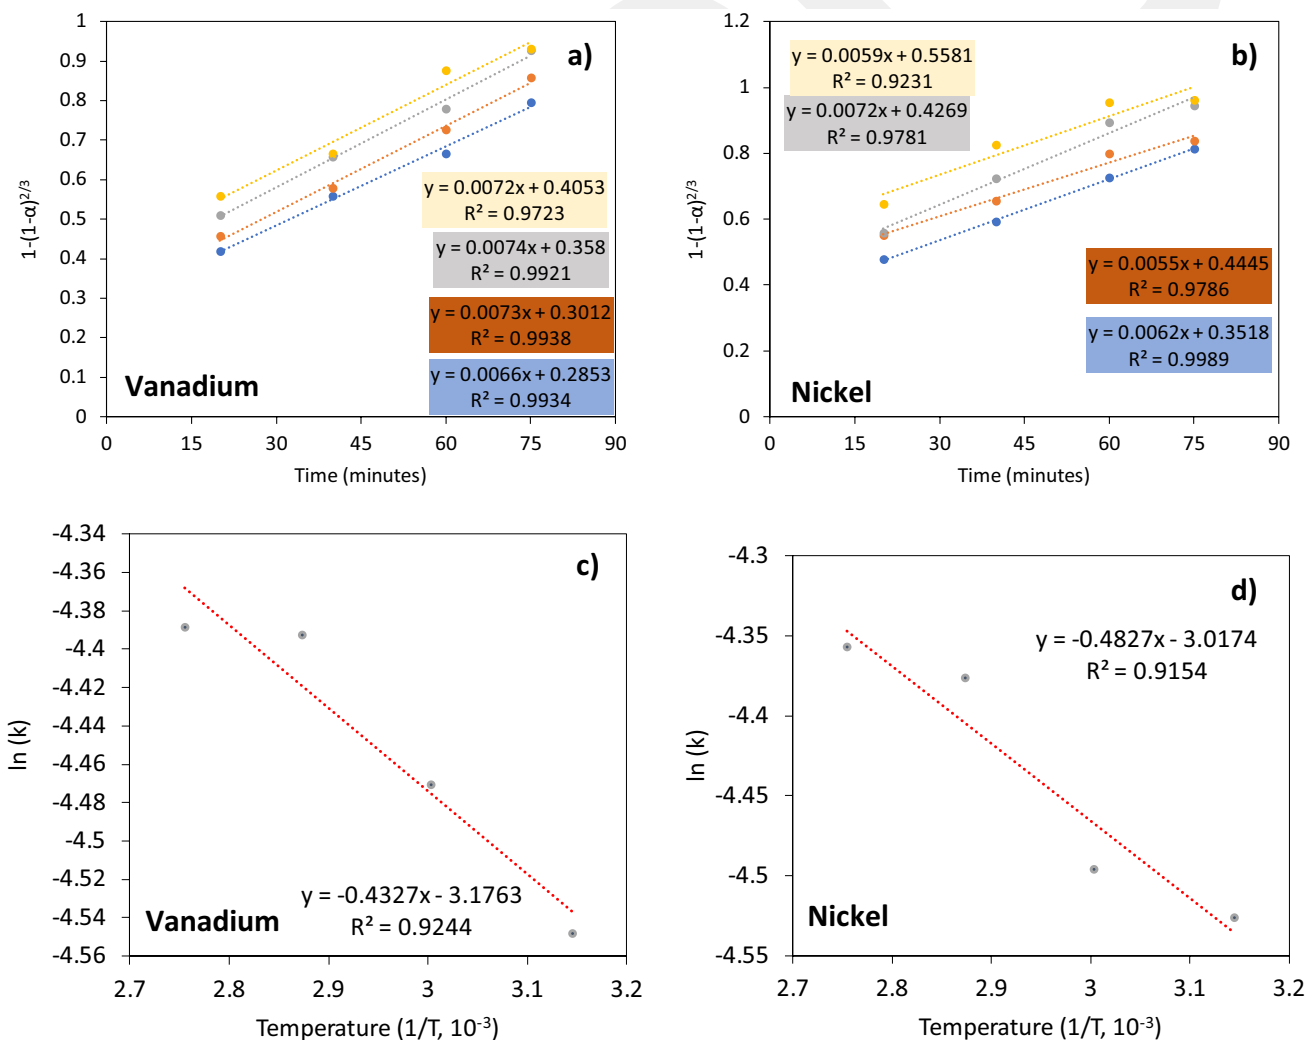 1
0.9
0.8
0.7
0.6
0.5
0.4
0.3
0.2
0.1
0
1-(1-α)²ᐟ³
a)
y = 0.0072x + 0.4053
R² = 0.9723
y = 0.0074x + 0.358
R² = 0.9921
y = 0.0073x + 0.3012
R² = 0.9938
y = 0.0066x + 0.2853
R² = 0.9934
Vanadium
0 15 30 45 60 75 90
Time (minutes)
1.2
1
0.8
0.6
0.4
0.2
0
1-(1-α)²ᐟ³
b)
y = 0.0059x + 0.5581
R² = 0.9231
y = 0.0072x + 0.4269
R² = 0.9781
y = 0.0055x + 0.4445
R² = 0.9786
y = 0.0062x + 0.3518
R² = 0.9989
Nickel
0 15 30 45 60 75 90
Time (minutes)
-4.34
-4.36
-4.38
-4.4
-4.42
-4.44
-4.46
-4.48
-4.5
-4.52
-4.54
-4.56
ln (k)
c)
y = -0.4327x - 3.1763
R² = 0.9244
Vanadium
2.7 2.8 2.9 3 3.1 3.2
Temperature (1/T, 10⁻³)
-4.3
-4.35
-4.4
-4.45
-4.5
-4.55
ln (k)
d)
y = -0.4827x - 3.0174
R² = 0.9154
Nickel
2.7 2.8 2.9 3 3.1 3.2
Temperature (1/T, 10⁻³)